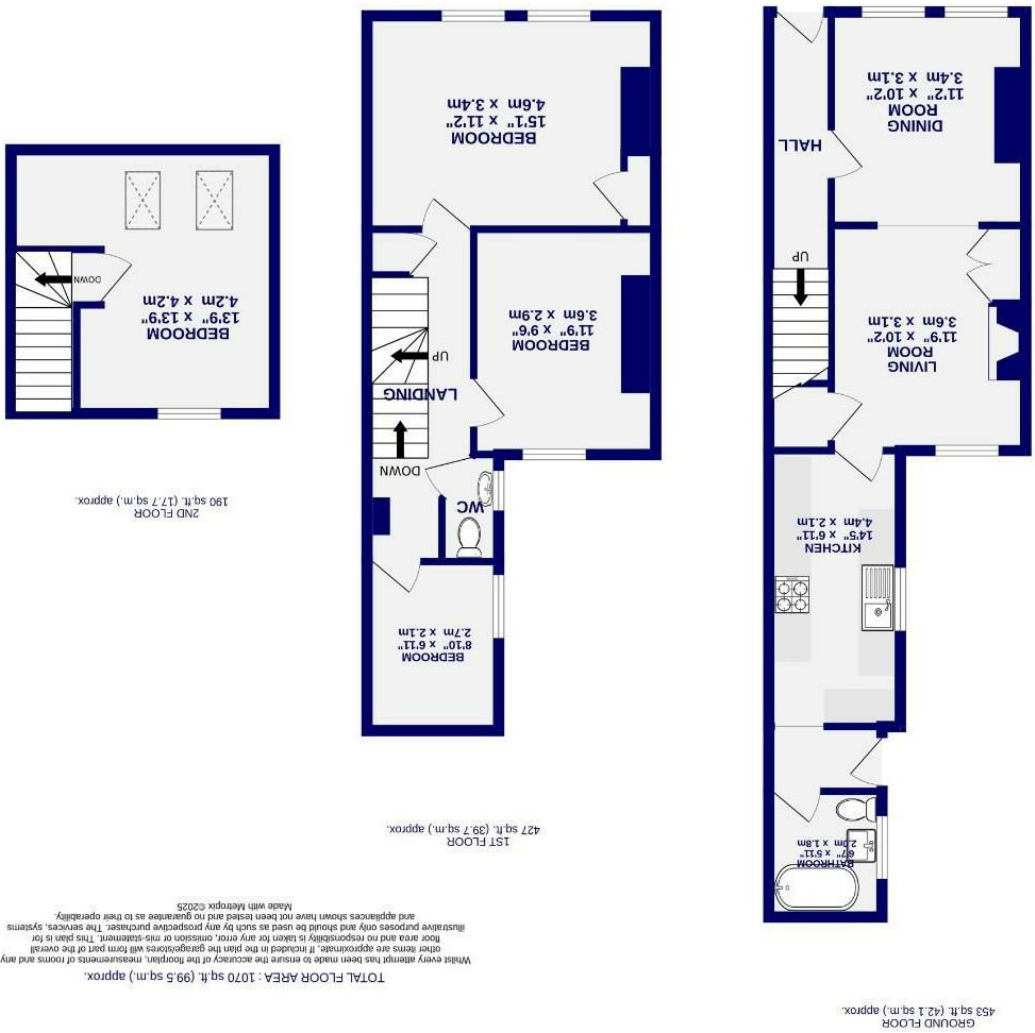 GROUND FLOOR
453 sq.ft. (42.1 sq.m.) approx.
BATHROOM
6'7" x 5'11"
2.0m x 1.8m
KITCHEN
14'5" x 6'11"
4.4m x 2.1m
LIVING
ROOM
11'9" x 10'2"
3.6m x 3.1m
UP
HALL
DINING
ROOM
11'2" x 10'2"
3.4m x 3.1m
1ST FLOOR
427 sq.ft. (39.7 sq.m.) approx.
BEDROOM
8'10" x 6'11"
2.7m x 2.1m
WC
DOWN
LANDING
UP
BEDROOM
11'9" x 9'6"
3.6m x 2.9m
BEDROOM
15'1" x 11'2"
4.6m x 3.4m
2ND FLOOR
190 sq.ft. (17.7 sq.m.) approx.
BEDROOM
13'9" x 13'9"
4.2m x 4.2m
DOWN
TOTAL FLOOR AREA : 1070 sq.ft. (99.5 sq.m.) approx.
Whilst every attempt has been made to ensure the accuracy of the floorplan, measurements of rooms and any
other items are approximate, If included in the plan the garage/stores will form part of the overall
floor area and no responsibility is taken for any error, omission or mis-statement. This plan is for
illustrative purposes only and should be used as such by any prospective purchaser. The services, systems
and appliances shown have not been tested and no guarantee as to their operability.
Made with Metropix ©2025